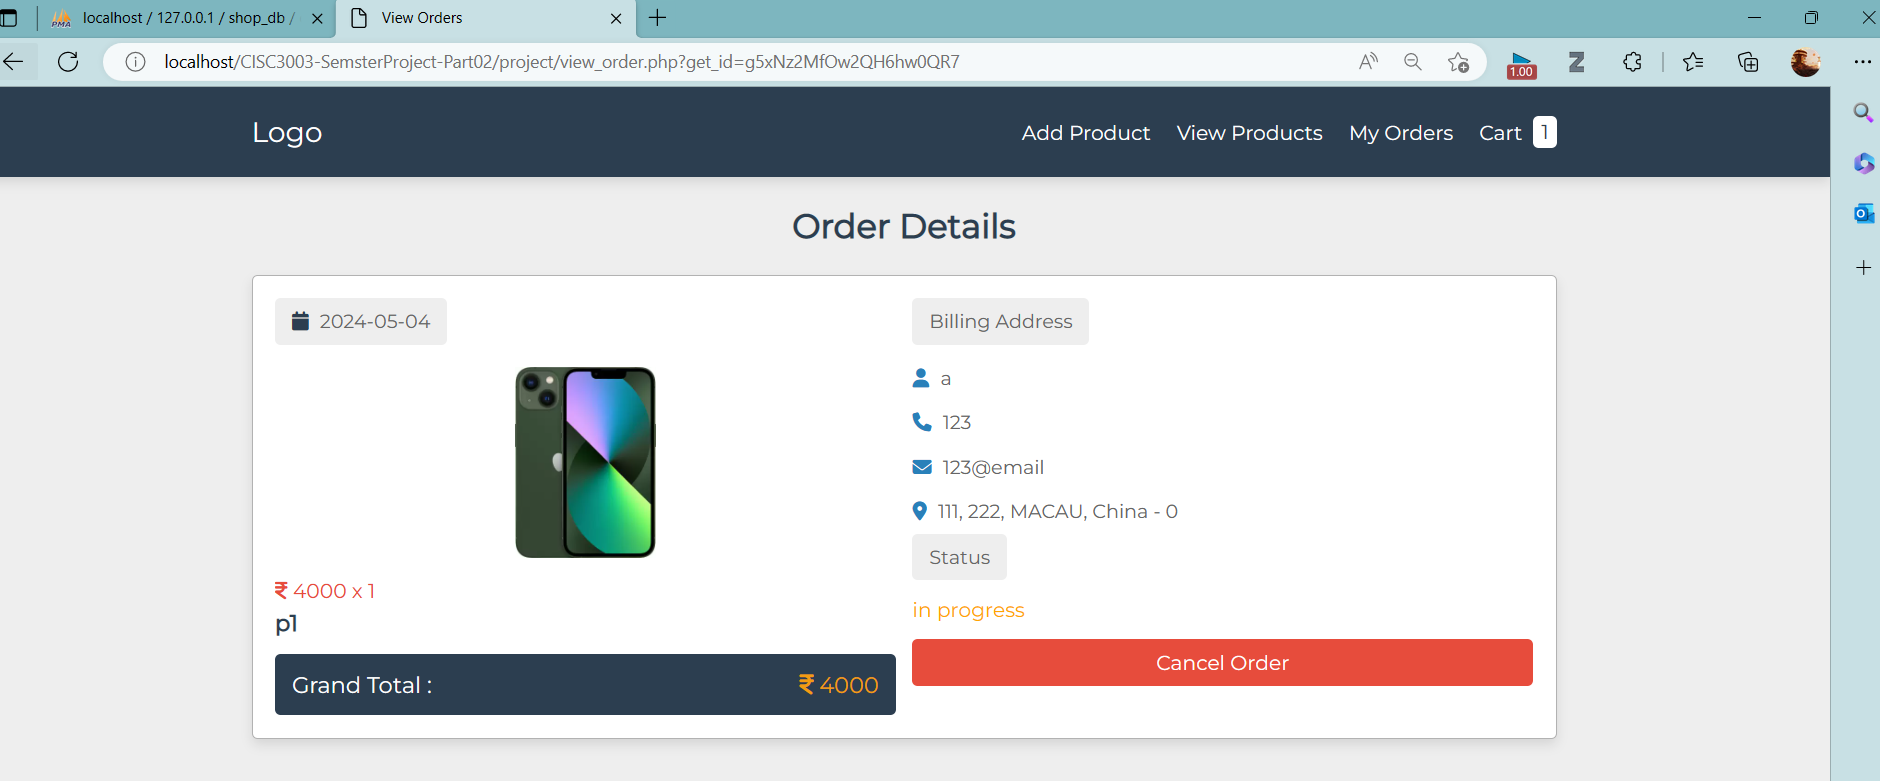 localhost / 127.0.0.1 / shop_db /
View Orders
localhost/CISC3003-SemsterProject-Part02/project/view_order.php?get_id=g5xNz2MfOw2QH6hw0QR7
1.00
Logo
Add Product
View Products
My Orders
Cart 1
Order Details
2024-05-04
₹ 4000 x 1
p1
Grand Total :
₹ 4000
Billing Address
a
123
123@email
111, 222, MACAU, China - 0
Status
in progress
Cancel Order